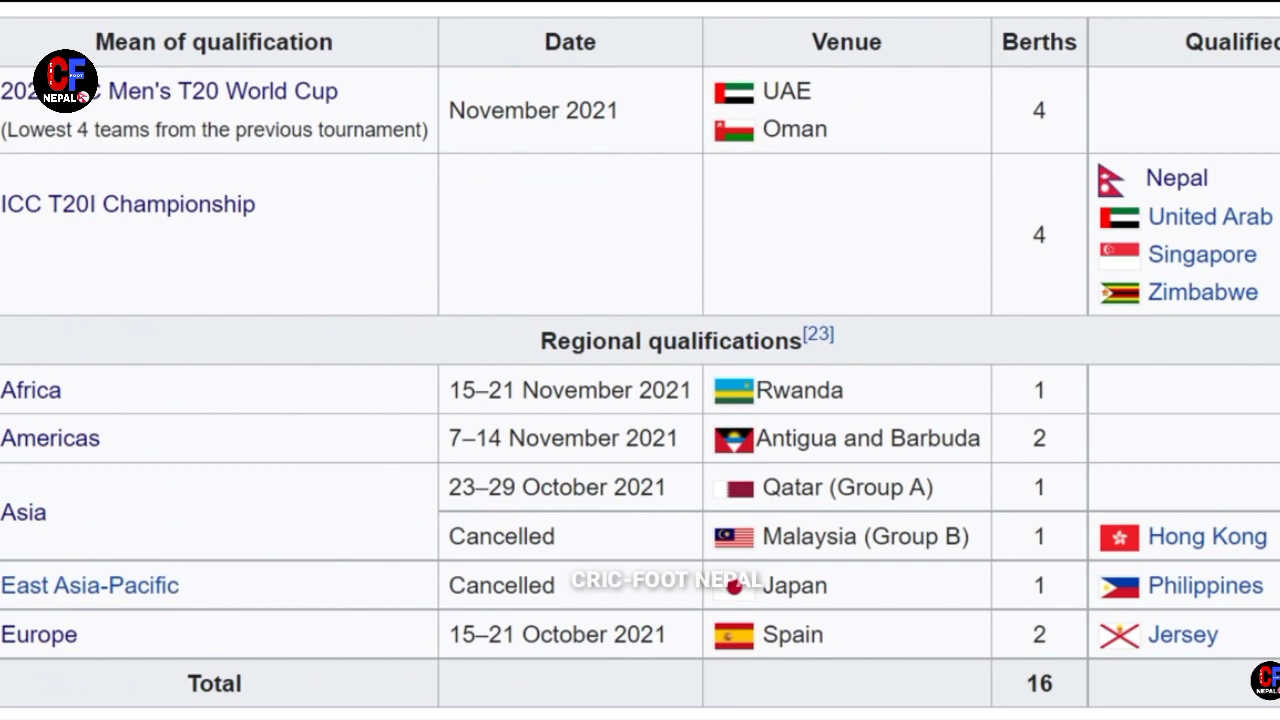 Mean of qualification Date Venue Berths Qualified
Men's T20 World Cup
(Lowest 4 teams from the previous tournament)
November 2021
UAE
Oman
4
ICC T20I Championship
4
Nepal
United Arab
Singapore
Zimbabwe
Regional qualifications[23]
Africa 15–21 November 2021 Rwanda 1
Americas 7–14 November 2021 Antigua and Barbuda 2
Asia
23–29 October 2021 Qatar (Group A) 1
Cancelled Malaysia (Group B) 1 Hong Kong
East Asia-Pacific Cancelled Japan 1 Philippines
Europe 15–21 October 2021 Spain 2 Jersey
Total 16
CRIC-FOOT NEPAL
CF
FOOT
NEPAL
CF
NEPAL